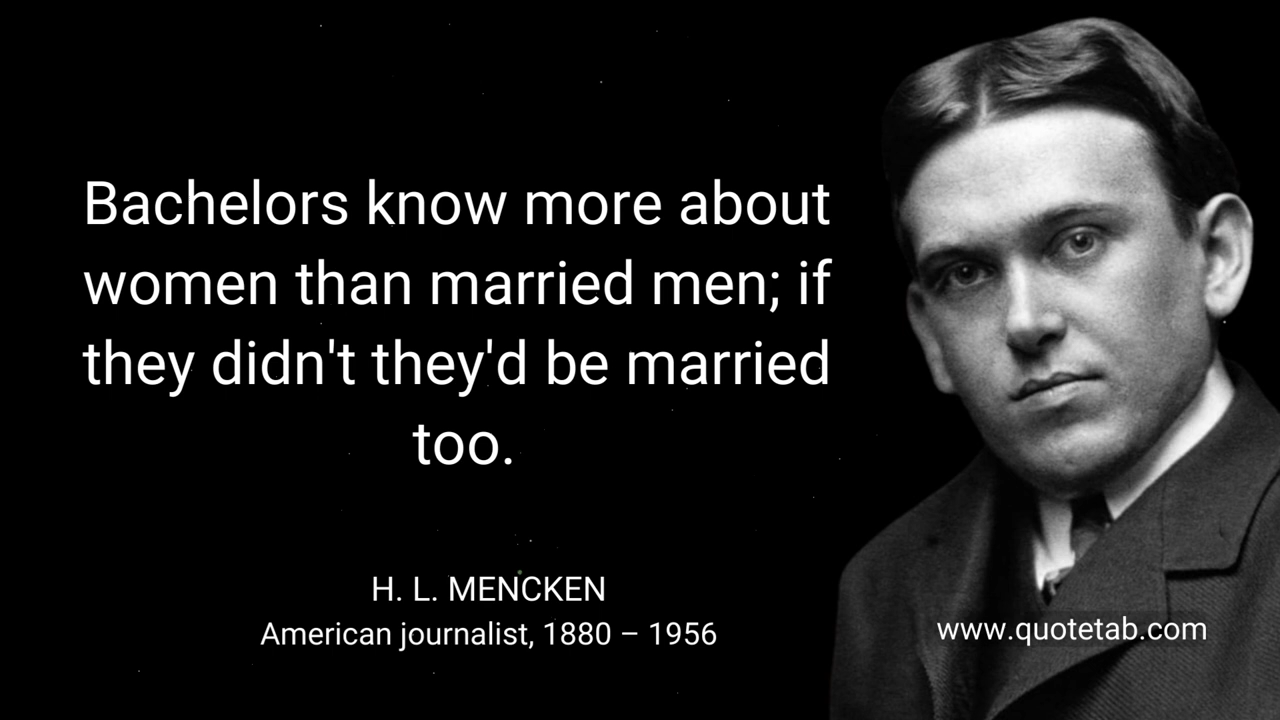 Bachelors know more about
women than married men; if
they didn't they'd be married
too.
H. L. MENCKEN
American journalist, 1880 – 1956
www.quotetab.com